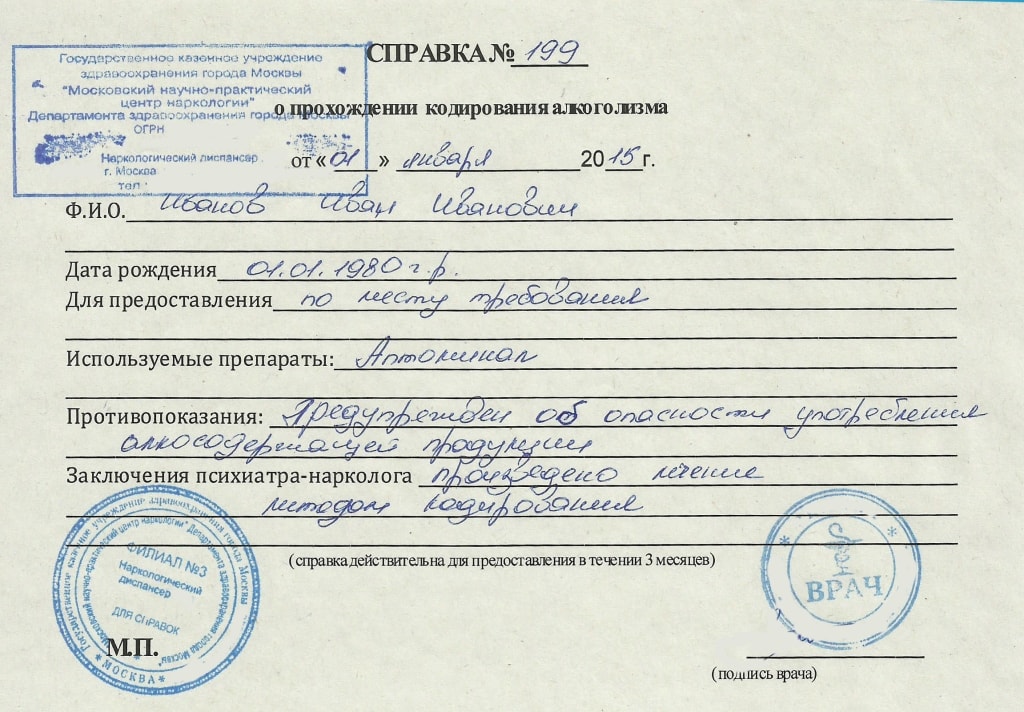 СПРАВКА № 199
Государственное казенное учреждение
здравоохранения города Москвы
"Московский научно-практический
центр наркологии"
Департамента здравоохранения города Москвы
ОГРН
Наркологический диспансер
г. Москва
тел.:
о прохождении кодирования алкоголизма
от « 01 » января 2015 г.
Ф.И.О. Иванов Иван Иванович
Дата рождения 01.01.1980 г.р.
Для предоставления по месту требования
Используемые препараты: Аптоминал
Противопоказания: Предупрежден об опасности употребления
алкосодержащей продукции
Заключения психиатра-нарколога произведено лечение
методом кодирования
(справка действительна для предоставления в течении 3 месяцев)
Государственное казенное учреждение здравоохранения города Москвы
"Московский научно-практический центр наркологии" Департамента здравоохранения города Москвы"
ФИЛИАЛ №3
Наркологический
диспансер
ДЛЯ СПРАВОК
* МОСКВА *
М.П.
ВРАЧ
(подпись врача)